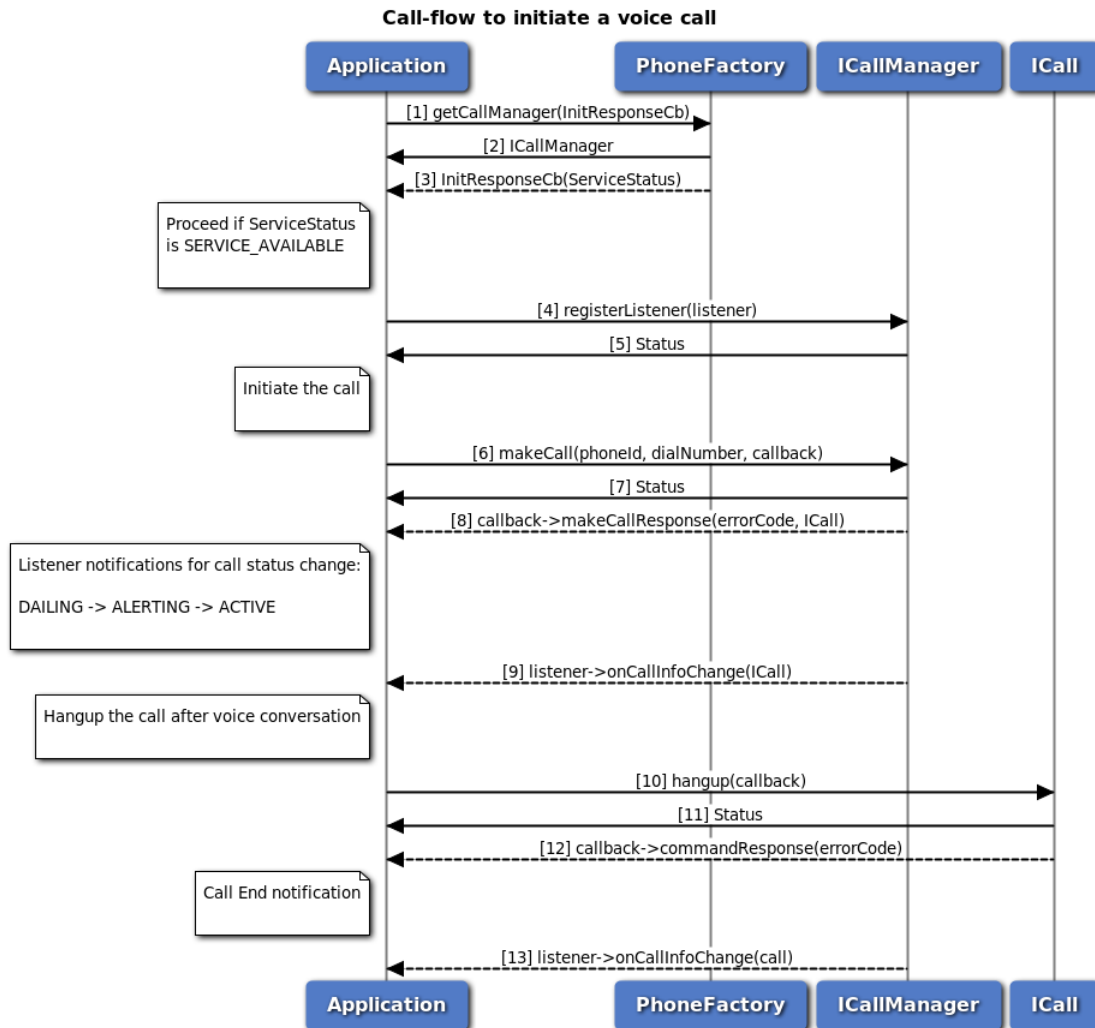 Call-flow to initiate a voice call
Application PhoneFactory ICallManager ICall
[1] getCallManager(InitResponseCb)
[2] ICallManager
[3] InitResponseCb(ServiceStatus)
Proceed if ServiceStatus
is SERVICE_AVAILABLE
[4] registerListener(listener)
[5] Status
Initiate the call
[6] makeCall(phoneId, dialNumber, callback)
[7] Status
[8] callback->makeCallResponse(errorCode, ICall)
Listener notifications for call status change:
DAILING -> ALERTING -> ACTIVE
[9] listener->onCallInfoChange(ICall)
Hangup the call after voice conversation
[10] hangup(callback)
[11] Status
[12] callback->commandResponse(errorCode)
Call End notification
[13] listener->onCallInfoChange(call)
Application PhoneFactory ICallManager ICall